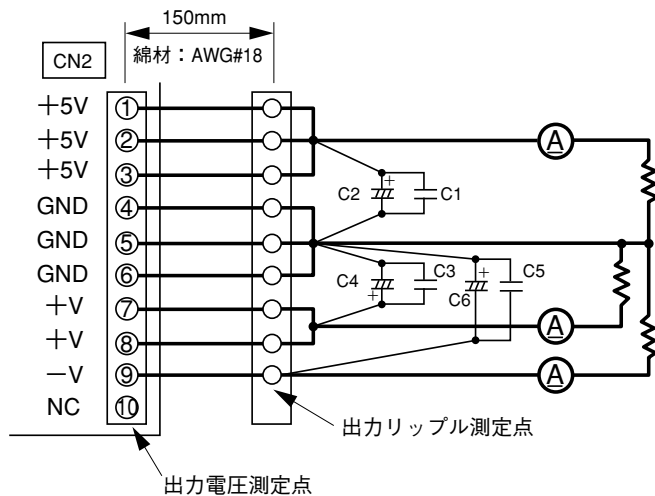 150mm
綿材：AWG#18
CN2
＋5V ①
＋5V ②
＋5V ③
GND ④
GND ⑤
GND ⑥
＋V ⑦
＋V ⑧
－V ⑨
NC ⑩
A
C2 + C1
C4 + C3
C6 + C5
A
A
出力リップル測定点
出力電圧測定点